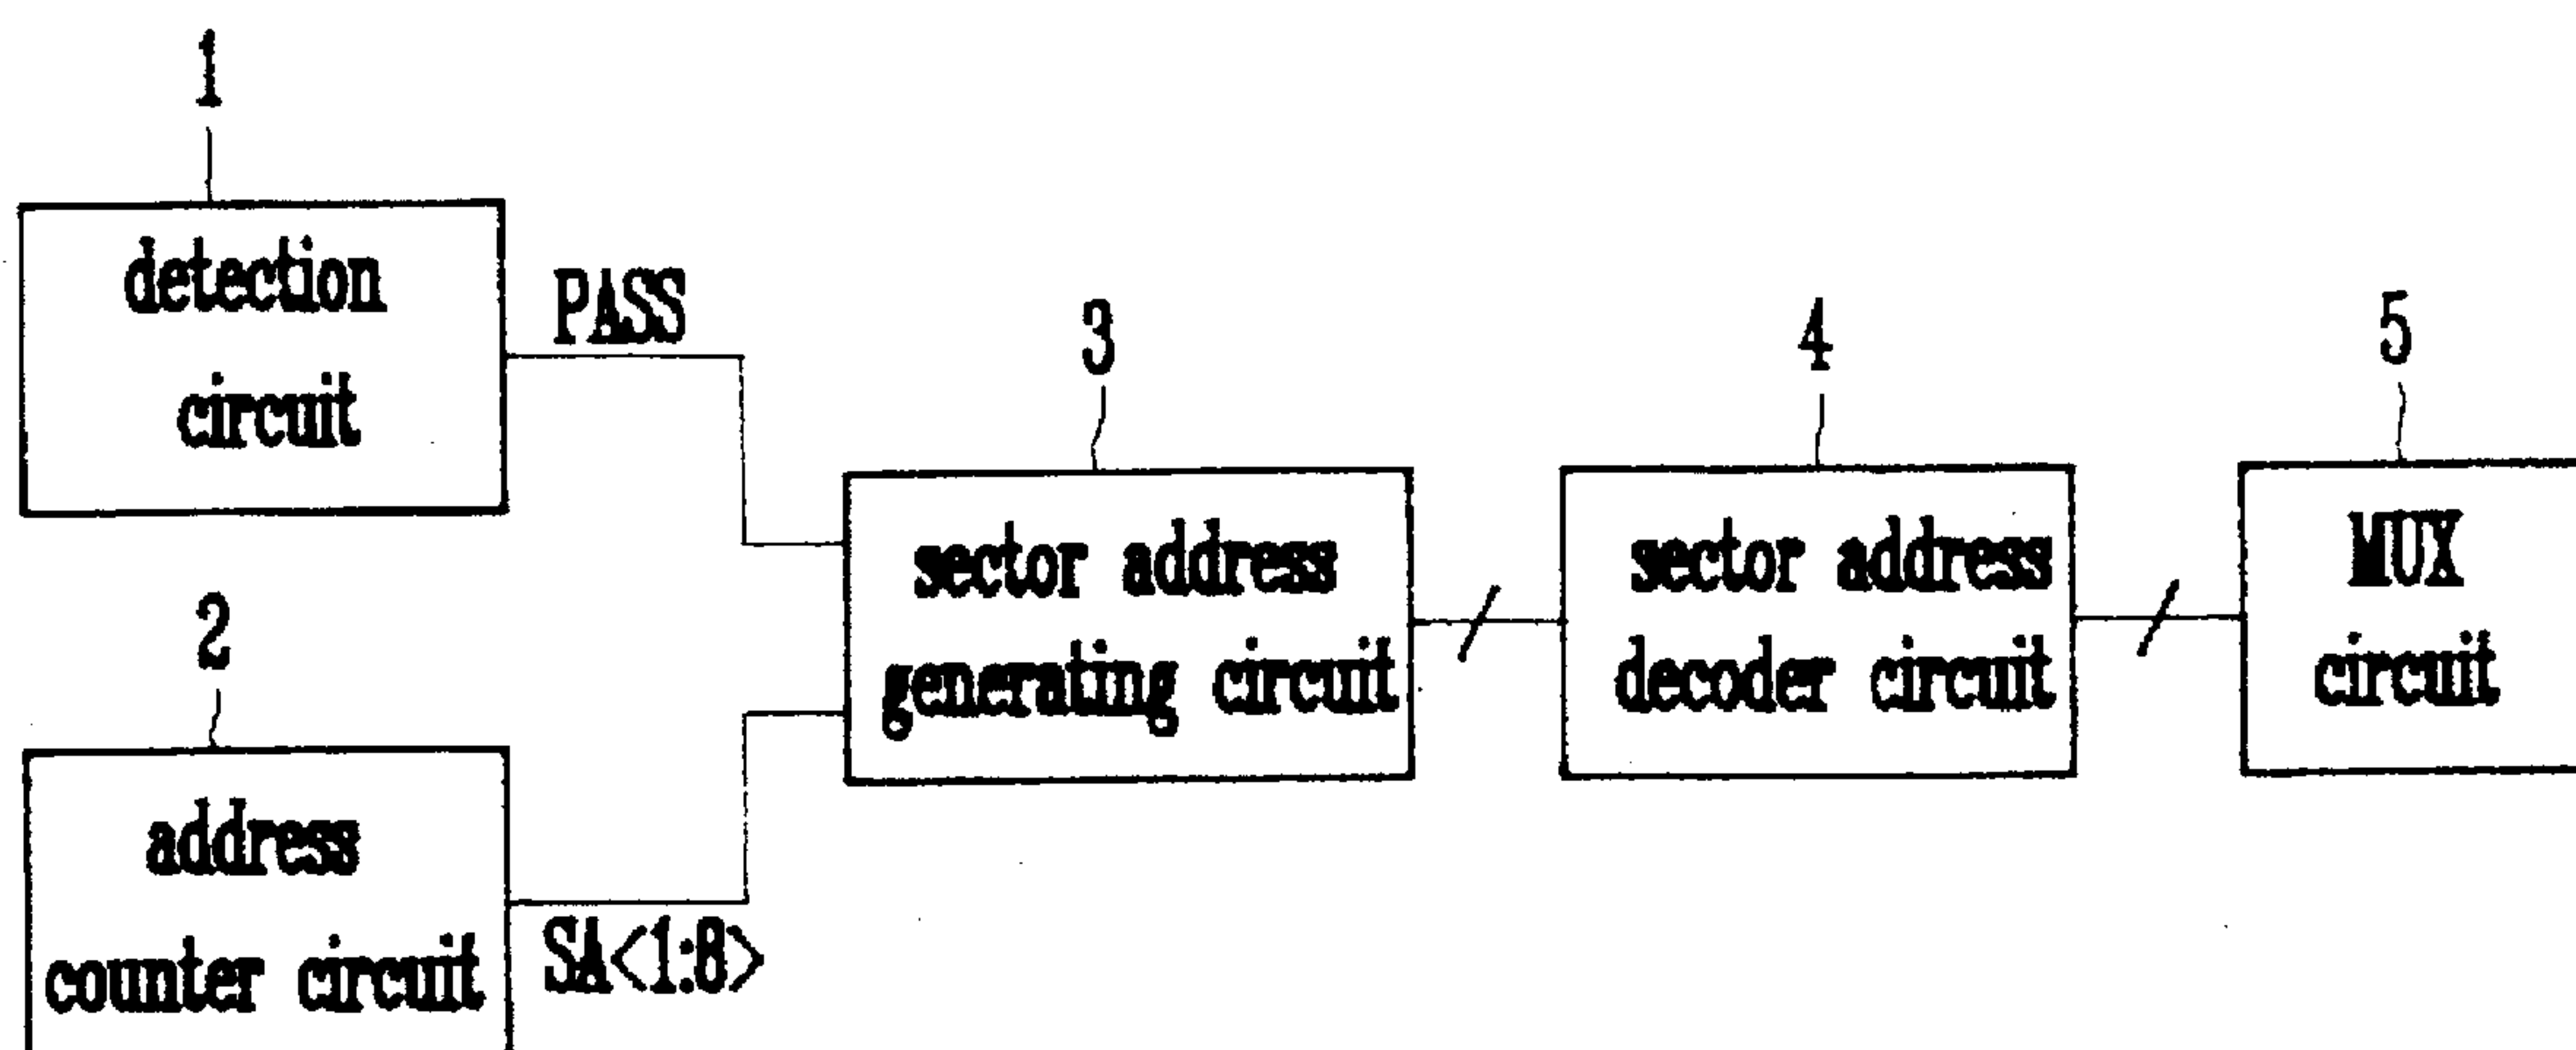 1
detection
circuit
PASS
2
address
counter circuit
SA<1:8>
3
sector address
generating circuit
4
sector address
decoder circuit
5
MUX
circuit